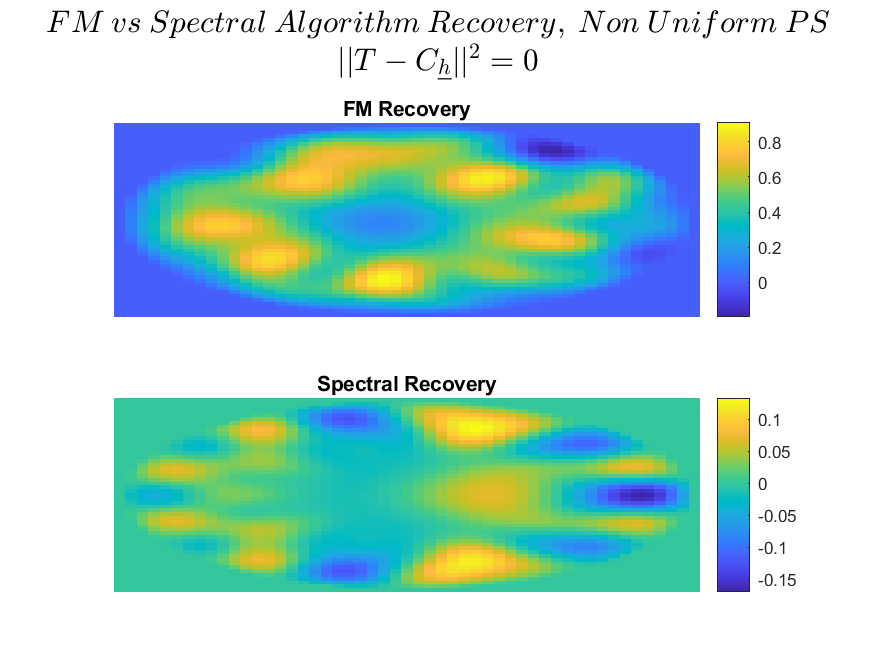 FM vs Spectral Algorithm Recovery, Non Uniform PS
||T − C_h||² = 0
FM Recovery
0.8
0.6
0.4
0.2
0
Spectral Recovery
0.1
0.05
0
-0.05
-0.1
-0.15